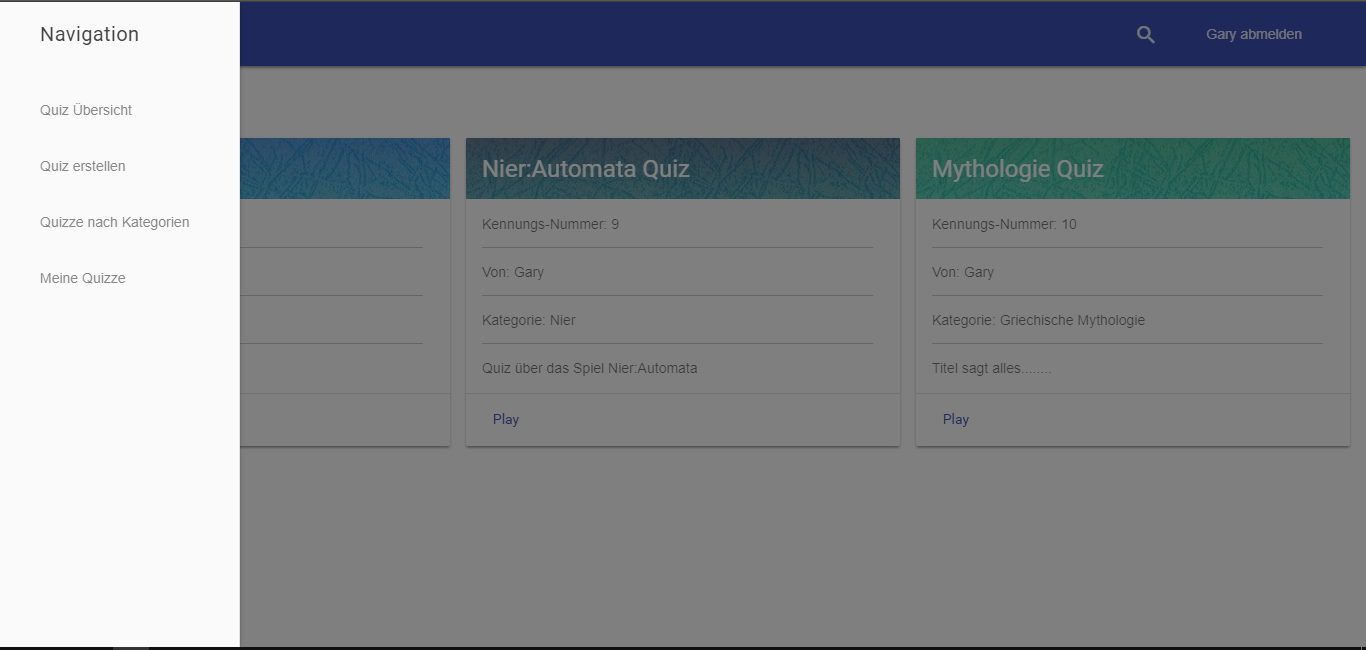 Navigation
Quiz Übersicht
Quiz erstellen
Quizze nach Kategorien
Meine Quizze
Gary abmelden
Nier:Automata Quiz
Kennungs-Nummer: 9
Von: Gary
Kategorie: Nier
Quiz über das Spiel Nier:Automata
Play
Mythologie Quiz
Kennungs-Nummer: 10
Von: Gary
Kategorie: Griechische Mythologie
Titel sagt alles........
Play